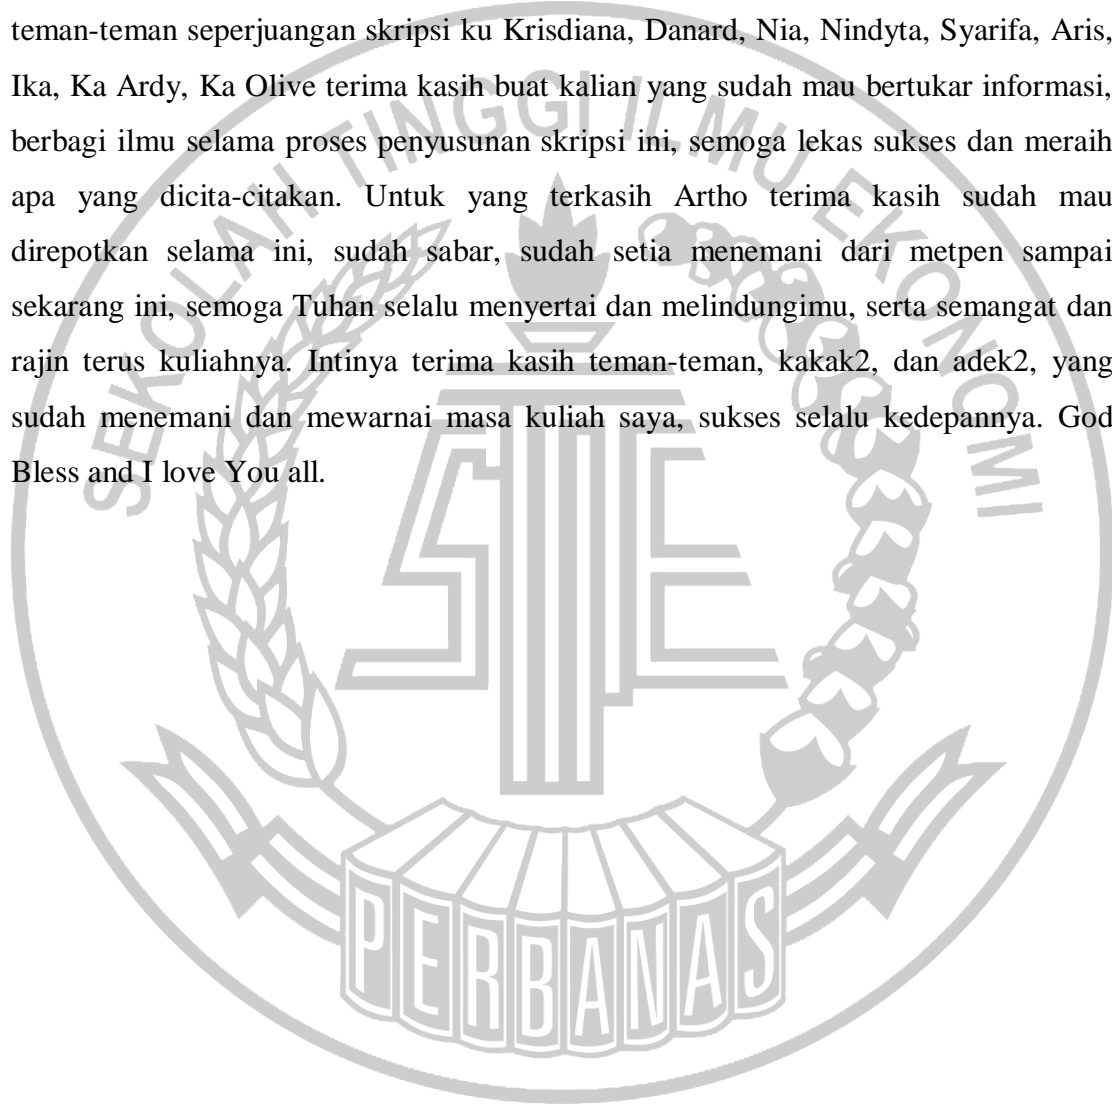 teman-teman seperjuangan skripsi ku Krisdiana, Danard, Nia, Nindyta, Syarifa, Aris,
Ika, Ka Ardy, Ka Olive terima kasih buat kalian yang sudah mau bertukar informasi,
berbagi ilmu selama proses penyusunan skripsi ini, semoga lekas sukses dan meraih
apa yang dicita-citakan. Untuk yang terkasih Artho terima kasih sudah mau
direpotkan selama ini, sudah sabar, sudah setia menemani dari metpen sampai
sekarang ini, semoga Tuhan selalu menyertai dan melindungimu, serta semangat dan
rajin terus kuliahnya. Intinya terima kasih teman-teman, kakak2, dan adek2, yang
sudah menemani dan mewarnai masa kuliah saya, sukses selalu kedepannya. God
Bless and I love You all.
SEKOLAH TINGGI ILMU EKONOMI
STIE
PERBANAS